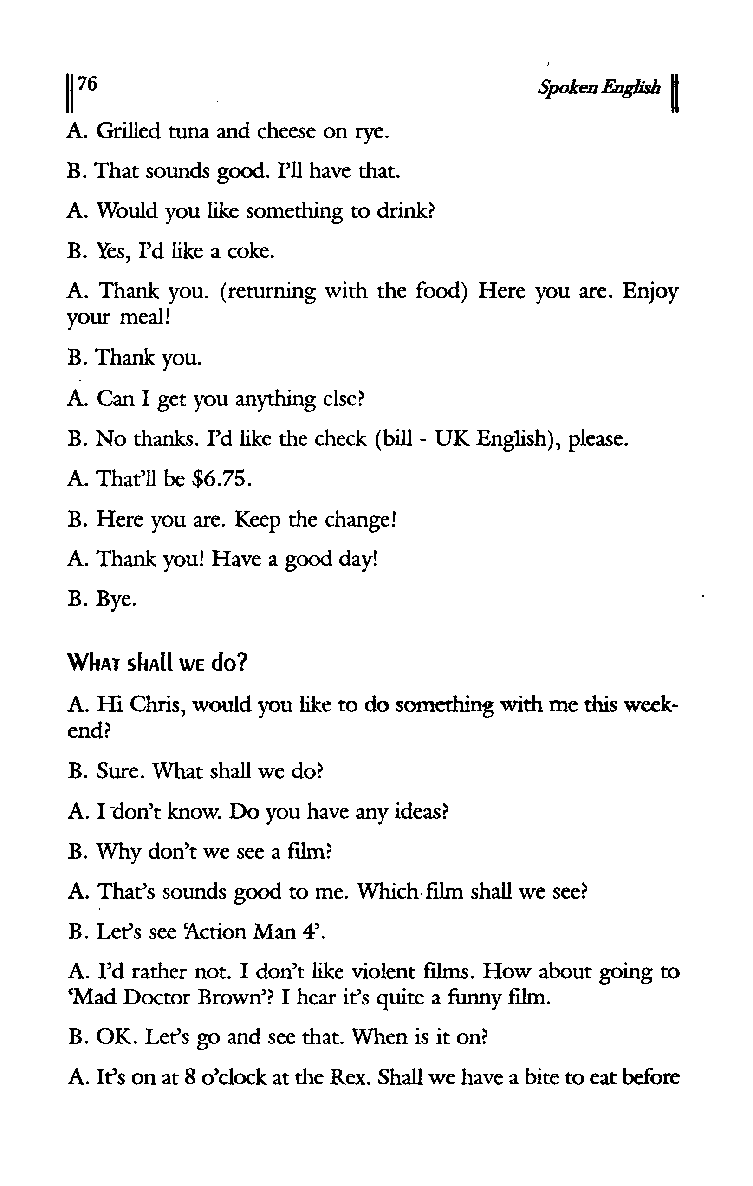 76
Spoken English
A. Grilled tuna and cheese on rye.
B. That sounds good. I'll have that.
A. Would you like something to drink?
B. Yes, I'd like a coke.
A. Thank you. (returning with the food) Here you are. Enjoy
your meal!
B. Thank you.
A. Can I get you anything else?
B. No thanks. I'd like the check (bill - UK English), please.
A. That'll be $6.75.
B. Here you are. Keep the change!
A. Thank you! Have a good day!
B. Bye.
What shall we do?
A. Hi Chris, would you like to do something with me this week-
end?
B. Sure. What shall we do?
A. I don't know. Do you have any ideas?
B. Why don't we see a film?
A. That's sounds good to me. Which film shall we see?
B. Let's see 'Action Man 4'.
A. I'd rather not. I don't like violent films. How about going to
'Mad Doctor Brown'? I hear it's quite a funny film.
B. OK. Let's go and see that. When is it on?
A. It's on at 8 o'clock at the Rex. Shall we have a bite to eat before